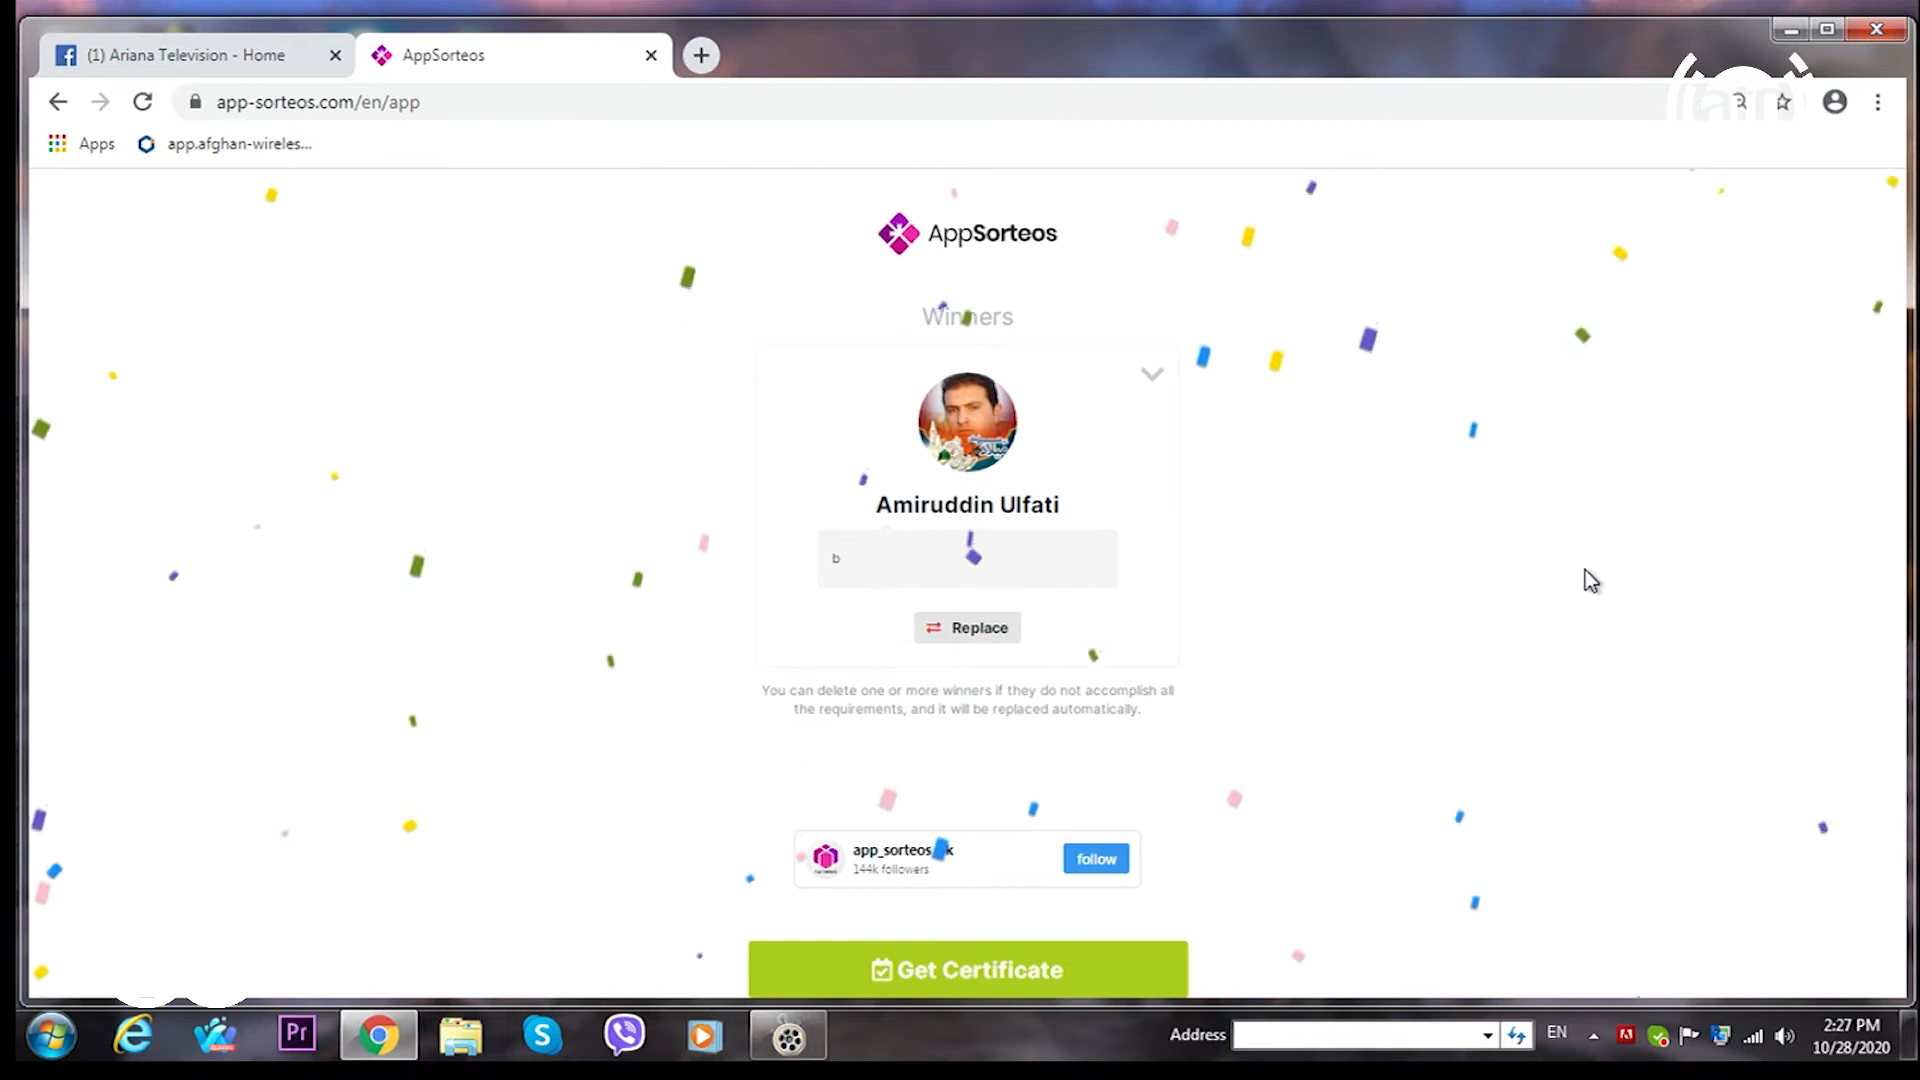 (1) Ariana Television - Home
AppSorteos
app-sorteos.com/en/app
Apps
app.afghan-wireles...
atn
AppSorteos
Winners
Amiruddin Ulfati
b
Replace
You can delete one or more winners if they do not accomplish all
the requirements, and it will be replaced automatically.
144k followers
follow
Get Certificate
Pr
Address
EN
2:27 PM
10/28/2020